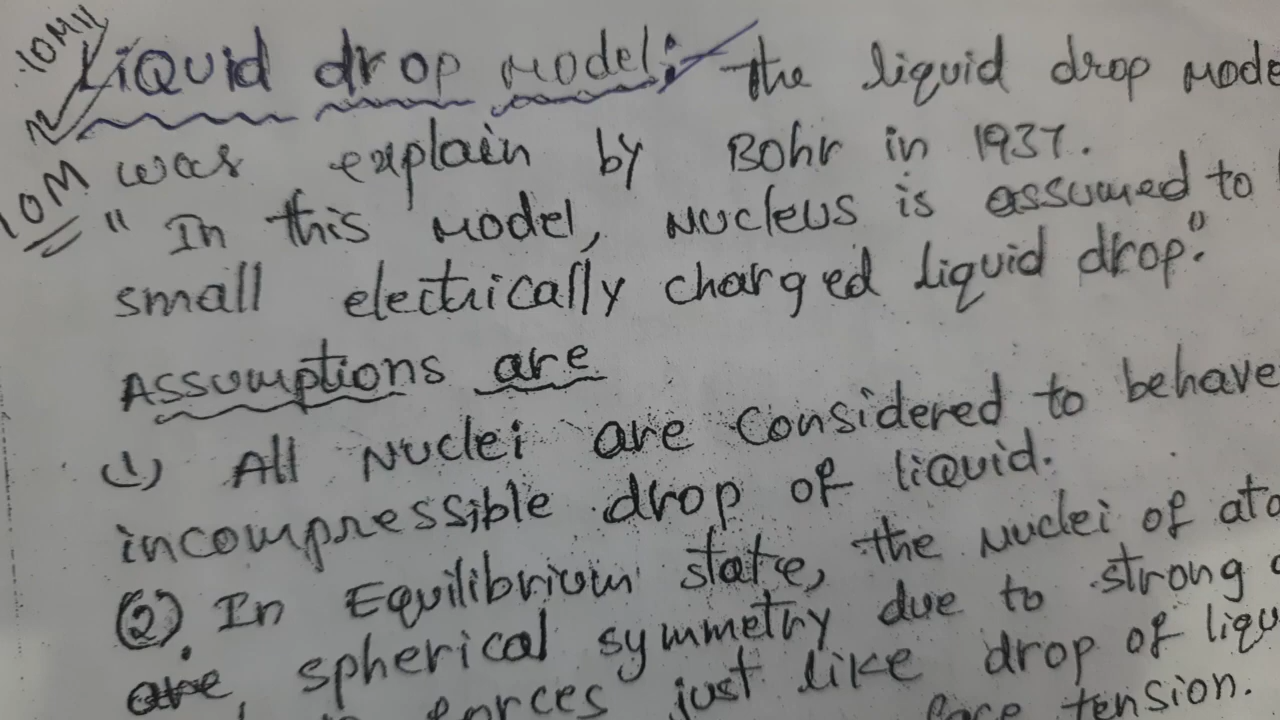 10M
Liquid drop model: The liquid drop mode
10M was explain by Bohr in 1937.
" In this model, Nucleus is assumed to
small electrically charged liquid drop."
Assumptions are
(1) All Nuclei are considered to behave
incompressible drop of liquid.
(2). In Equilibrium state, the nuclei of ato
are spherical symmetry due to strong
forces just like drop of liqu
tension.